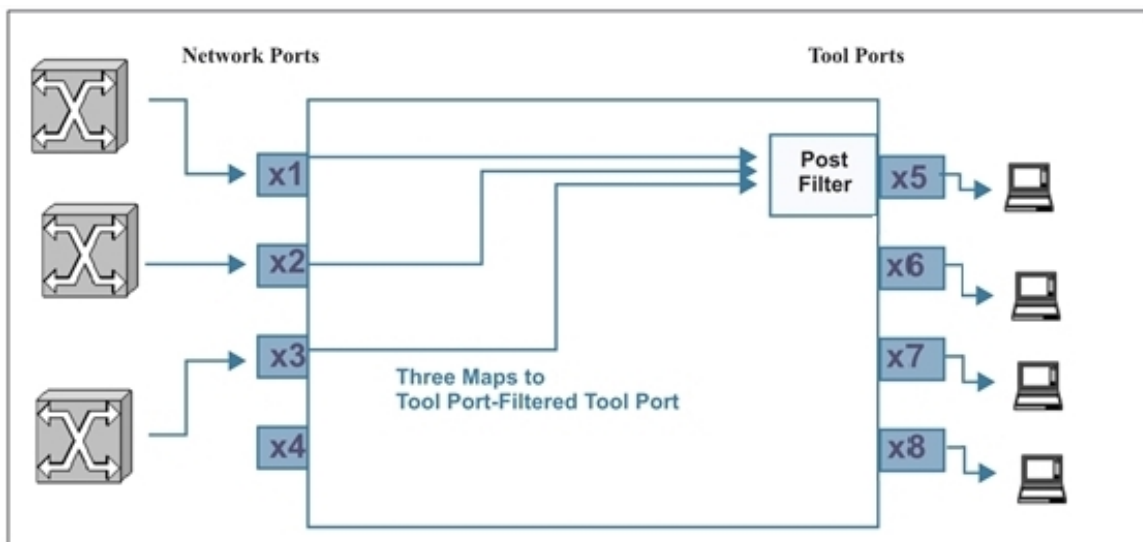 Network Ports
Tool Ports
x1
Post
Filter
x5
x2
x6
x3
x7
Three Maps to
Tool Port-Filtered Tool Port
x4
x8